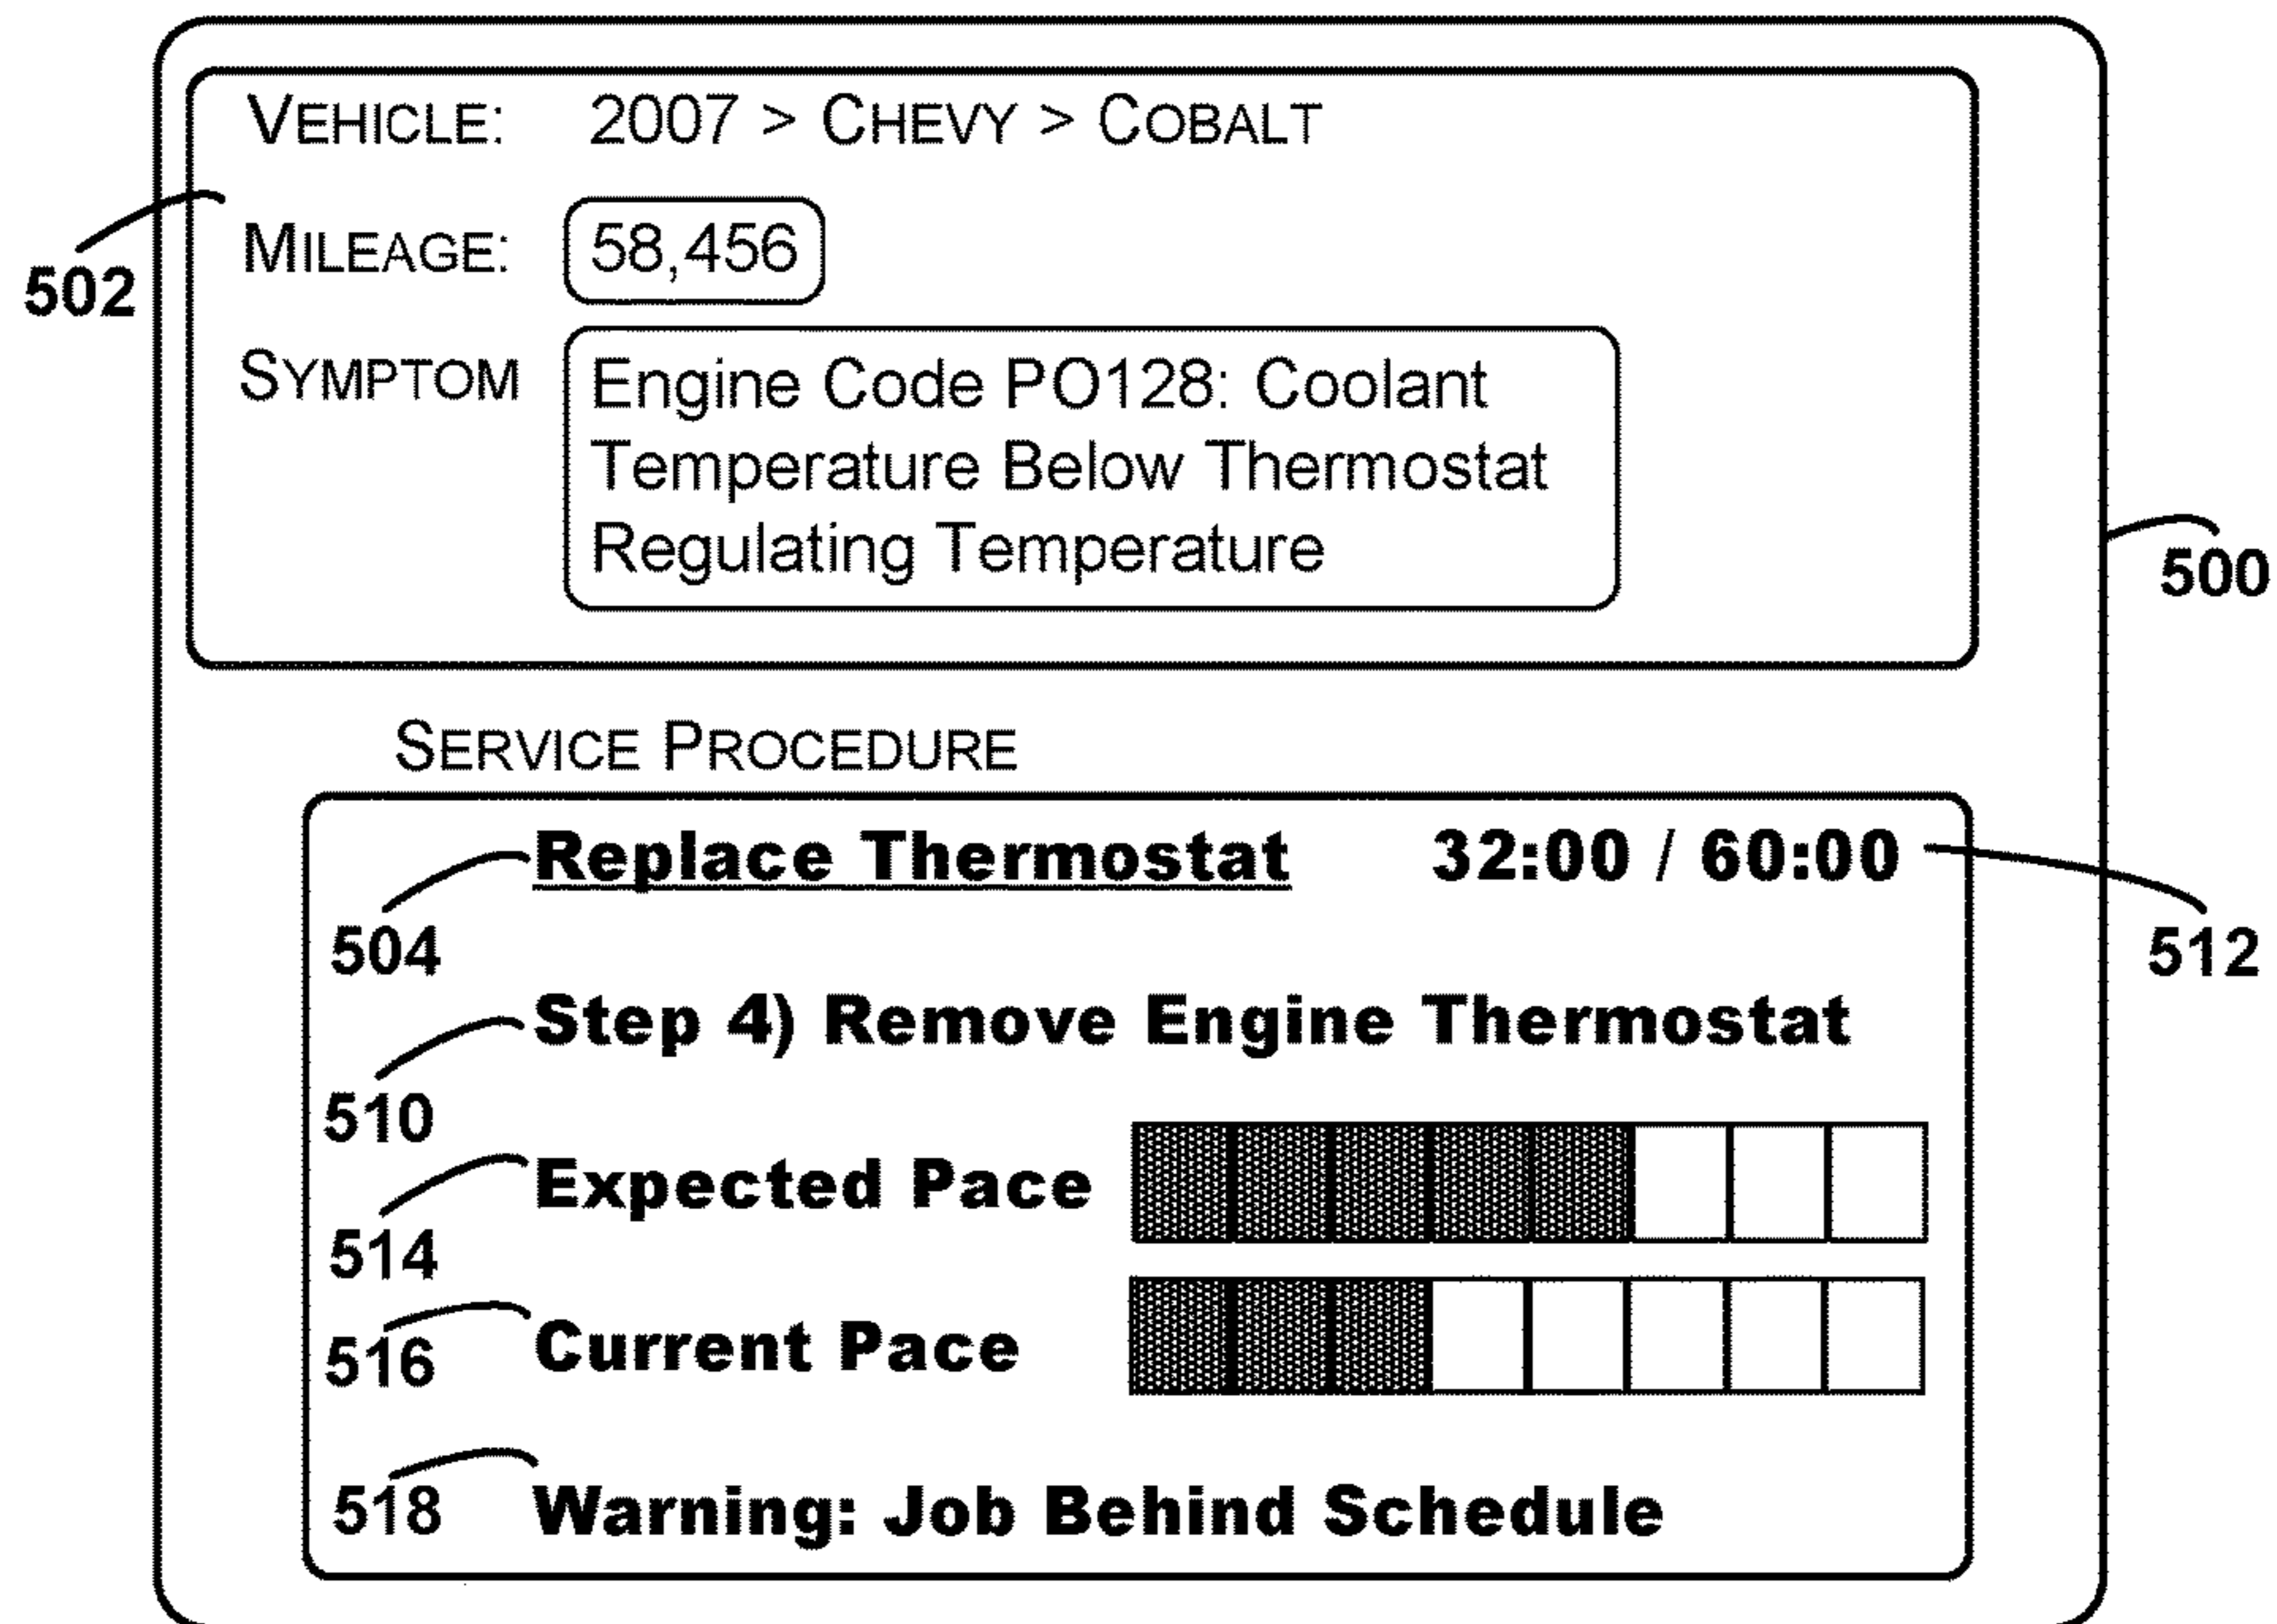 VEHICLE: 2007 > CHEVY > COBALT
MILEAGE: 58,456
502
SYMPTOM Engine Code PO128: Coolant
Temperature Below Thermostat
Regulating Temperature
500
SERVICE PROCEDURE
Replace Thermostat 32:00 / 60:00
504
512
Step 4) Remove Engine Thermostat
510
Expected Pace
514
Current Pace
516
Warning: Job Behind Schedule
518